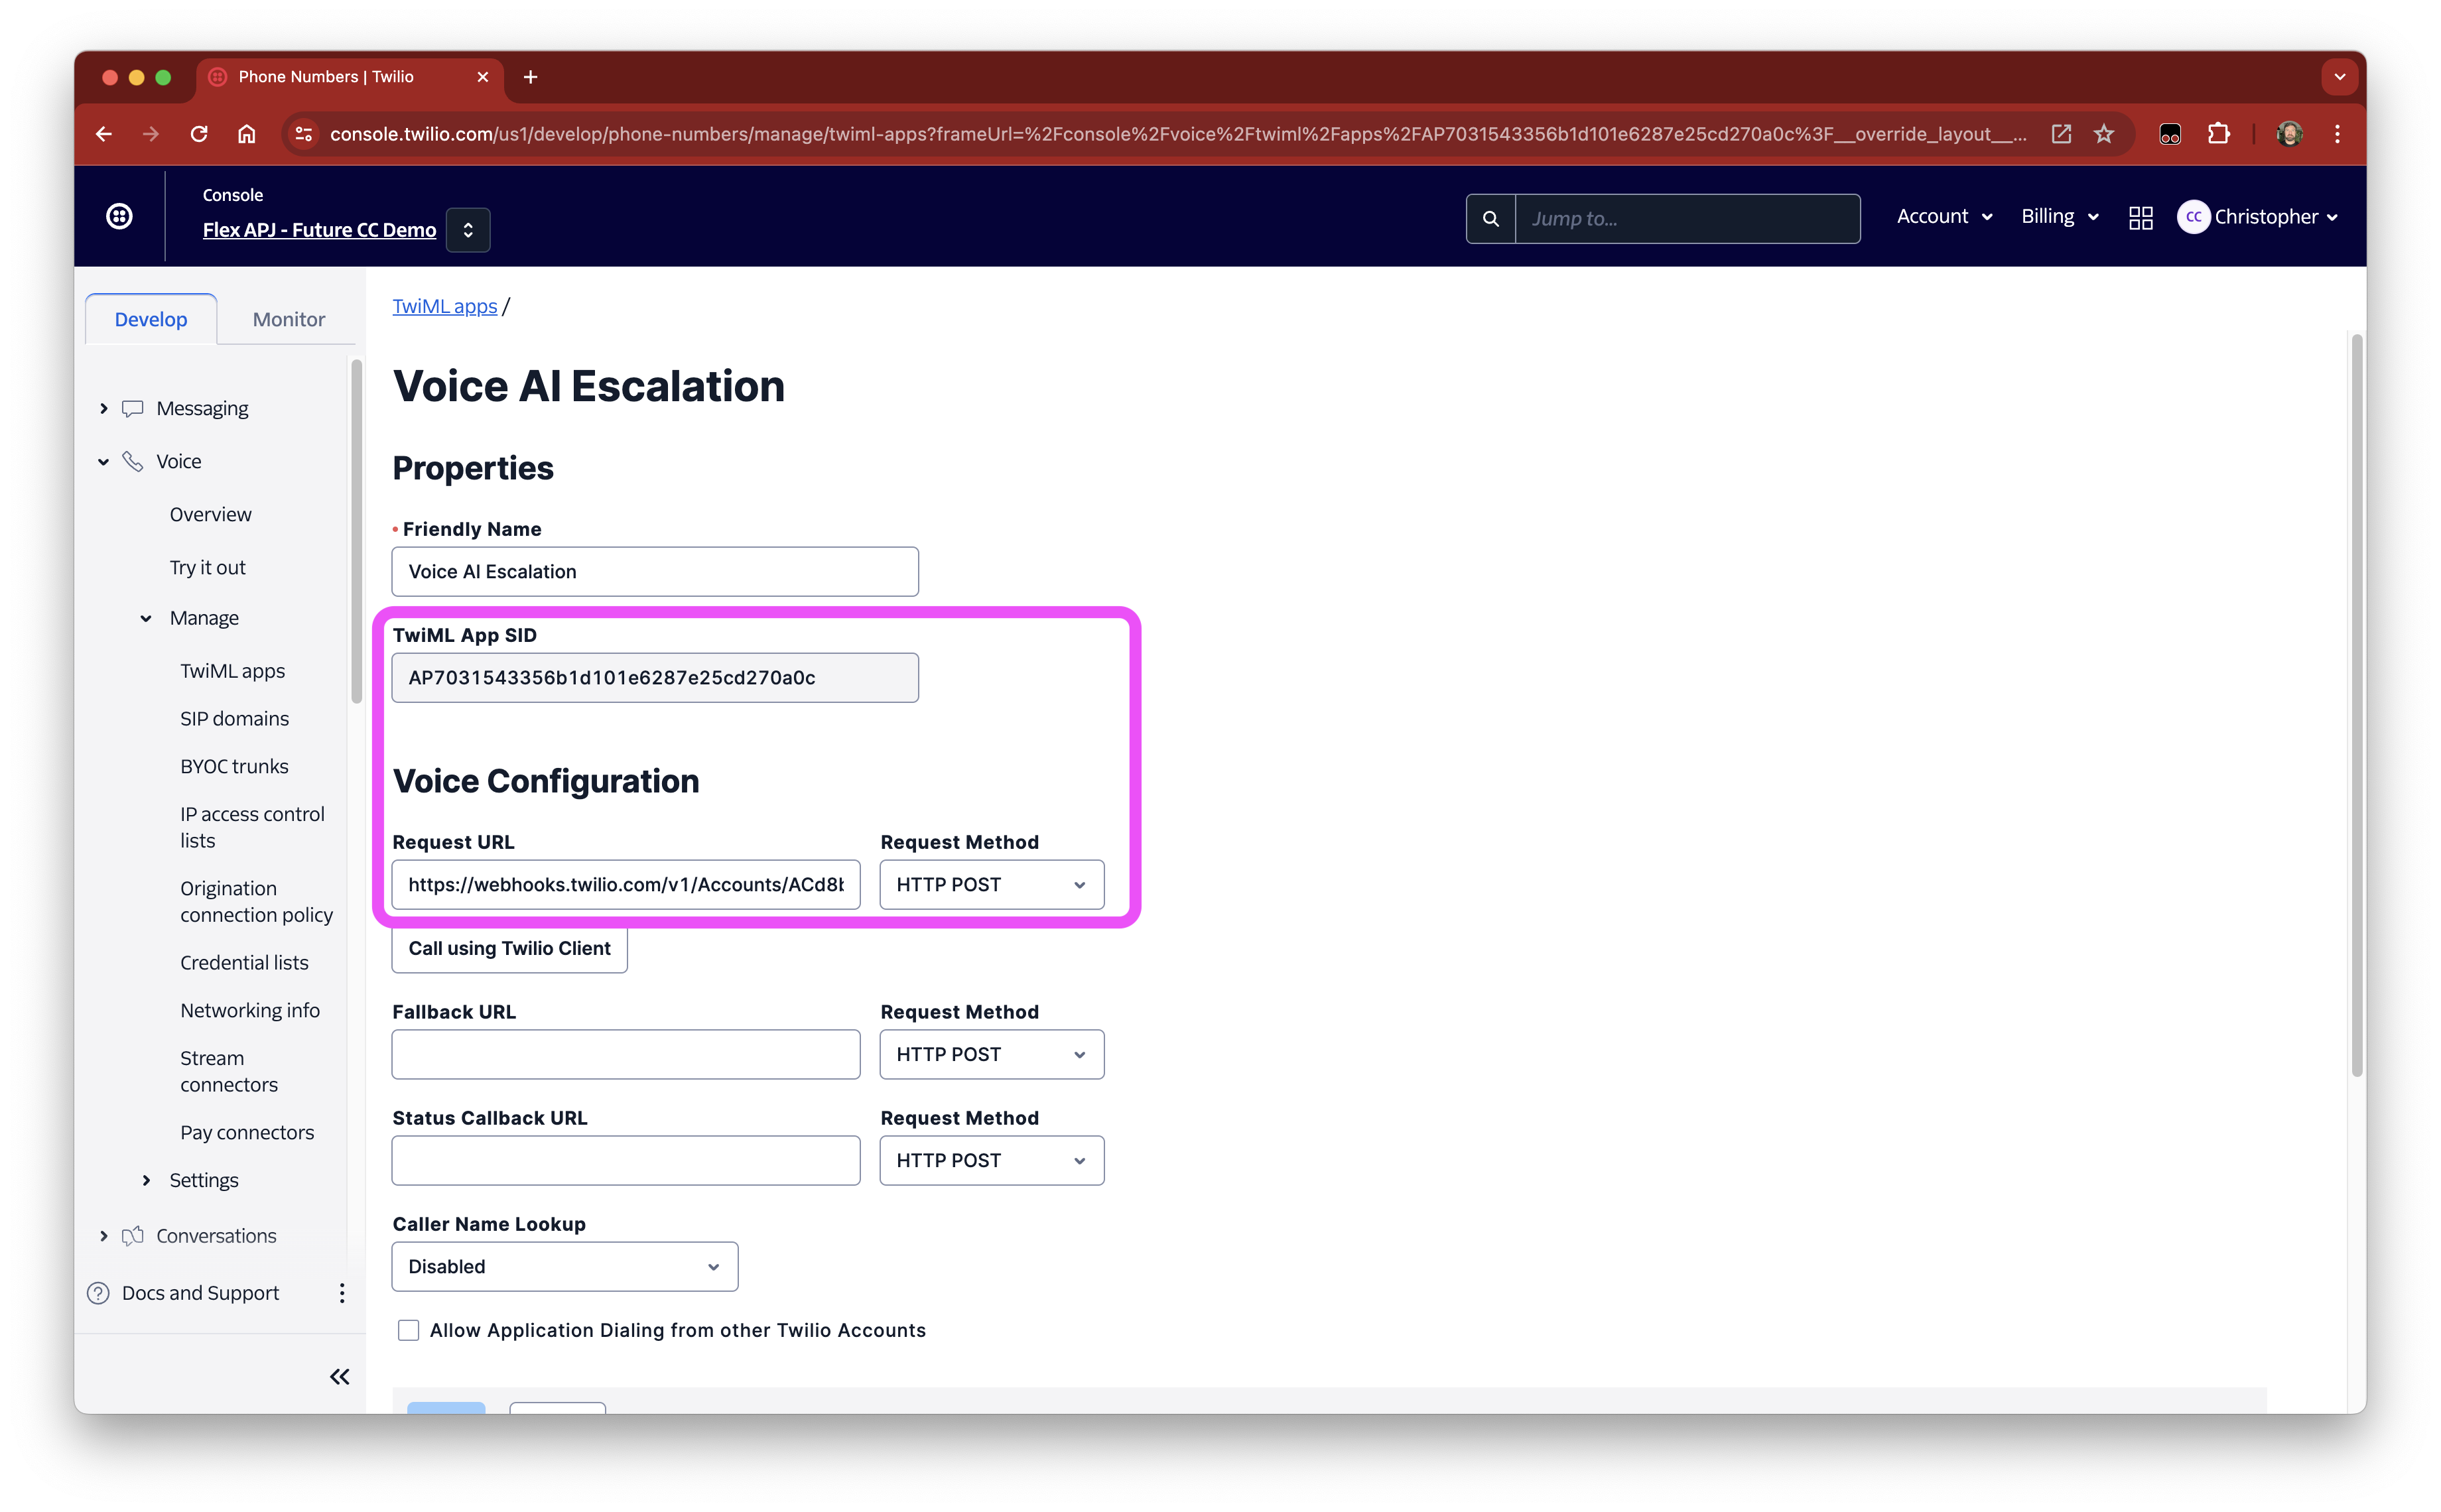 Phone Numbers | Twilio
console.twilio.com/us1/develop/phone-numbers/manage/twiml-apps?frameUrl=%2Fconsole%2Fvoice%2Ftwiml%2Fapps%2FAP7031543356b1d101e6287e25cd270a0c%3F__override_layout__...
Console
Flex APJ - Future CC Demo
Jump to...
Account
Billing
CC Christopher
Develop
Monitor
Messaging
Voice
Overview
Try it out
Manage
TwiML apps
SIP domains
BYOC trunks
IP access control
lists
Origination
connection policy
Credential lists
Networking info
Stream
connectors
Pay connectors
Settings
Conversations
Docs and Support
TwiML apps /
Voice AI Escalation
Properties
• Friendly Name
Voice AI Escalation
TwiML App SID
AP7031543356b1d101e6287e25cd270a0c
Voice Configuration
Request URL
Request Method
https://webhooks.twilio.com/v1/Accounts/ACd8b
HTTP POST
Call using Twilio Client
Fallback URL
Request Method
HTTP POST
Status Callback URL
Request Method
HTTP POST
Caller Name Lookup
Disabled
Allow Application Dialing from other Twilio Accounts